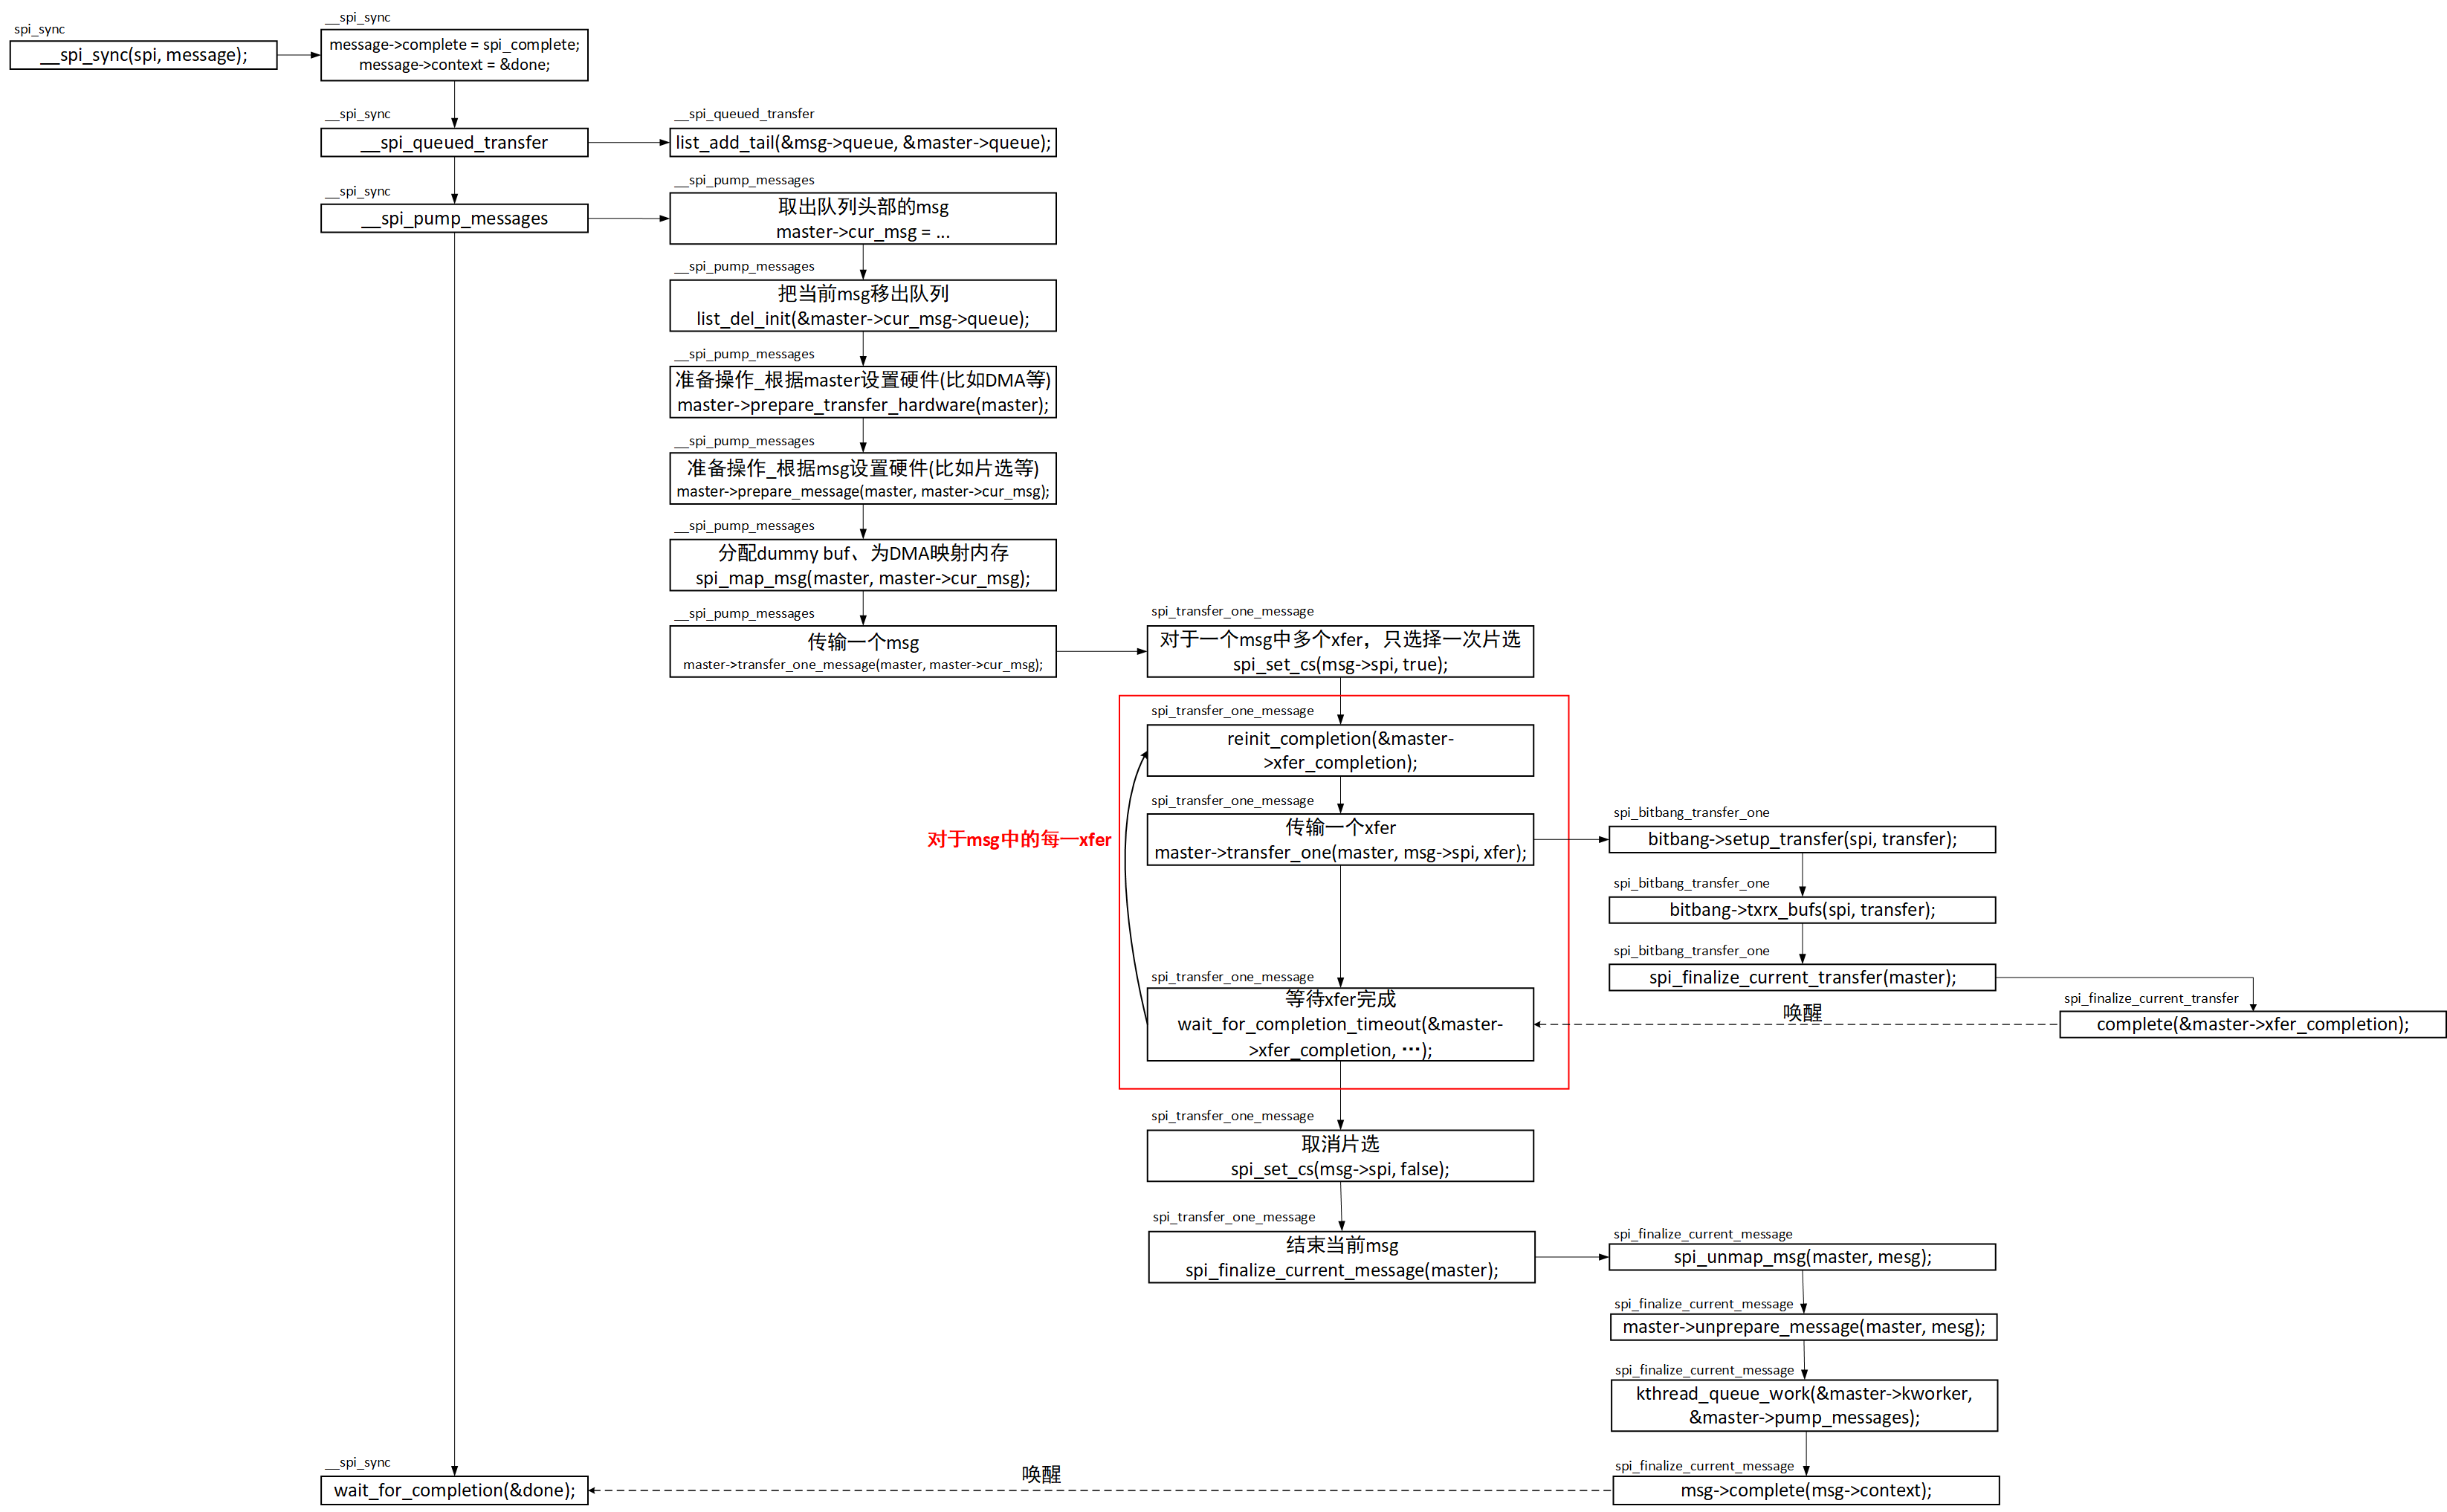 spi_sync
__spi_sync(spi, message);
__spi_sync
message->complete = spi_complete;
message->context = &done;
__spi_sync
__spi_queued_transfer
__spi_queued_transfer
list_add_tail(&msg->queue, &master->queue);
__spi_sync
__spi_pump_messages
__spi_pump_messages
取出队列头部的msg
master->cur_msg = ...
__spi_pump_messages
把当前msg移出队列
list_del_init(&master->cur_msg->queue);
__spi_pump_messages
准备操作_根据master设置硬件(比如DMA等)
master->prepare_transfer_hardware(master);
__spi_pump_messages
准备操作_根据msg设置硬件(比如片选等)
master->prepare_message(master, master->cur_msg);
__spi_pump_messages
分配dummy buf、为DMA映射内存
spi_map_msg(master, master->cur_msg);
__spi_pump_messages
传输一个msg
master->transfer_one_message(master, master->cur_msg);
spi_transfer_one_message
对于一个msg中多个xfer，只选择一次片选
spi_set_cs(msg->spi, true);
对于msg中的每一xfer
spi_transfer_one_message
reinit_completion(&master-
>xfer_completion);
spi_transfer_one_message
传输一个xfer
master->transfer_one(master, msg->spi, xfer);
spi_bitbang_transfer_one
bitbang->setup_transfer(spi, transfer);
spi_bitbang_transfer_one
bitbang->txrx_bufs(spi, transfer);
spi_bitbang_transfer_one
spi_finalize_current_transfer(master);
spi_finalize_current_transfer
complete(&master->xfer_completion);
唤醒
spi_transfer_one_message
等待xfer完成
wait_for_completion_timeout(&master-
>xfer_completion, …);
spi_transfer_one_message
取消片选
spi_set_cs(msg->spi, false);
spi_transfer_one_message
结束当前msg
spi_finalize_current_message(master);
spi_finalize_current_message
spi_unmap_msg(master, mesg);
spi_finalize_current_message
master->unprepare_message(master, mesg);
spi_finalize_current_message
kthread_queue_work(&master->kworker,
&master->pump_messages);
spi_finalize_current_message
msg->complete(msg->context);
唤醒
__spi_sync
wait_for_completion(&done);